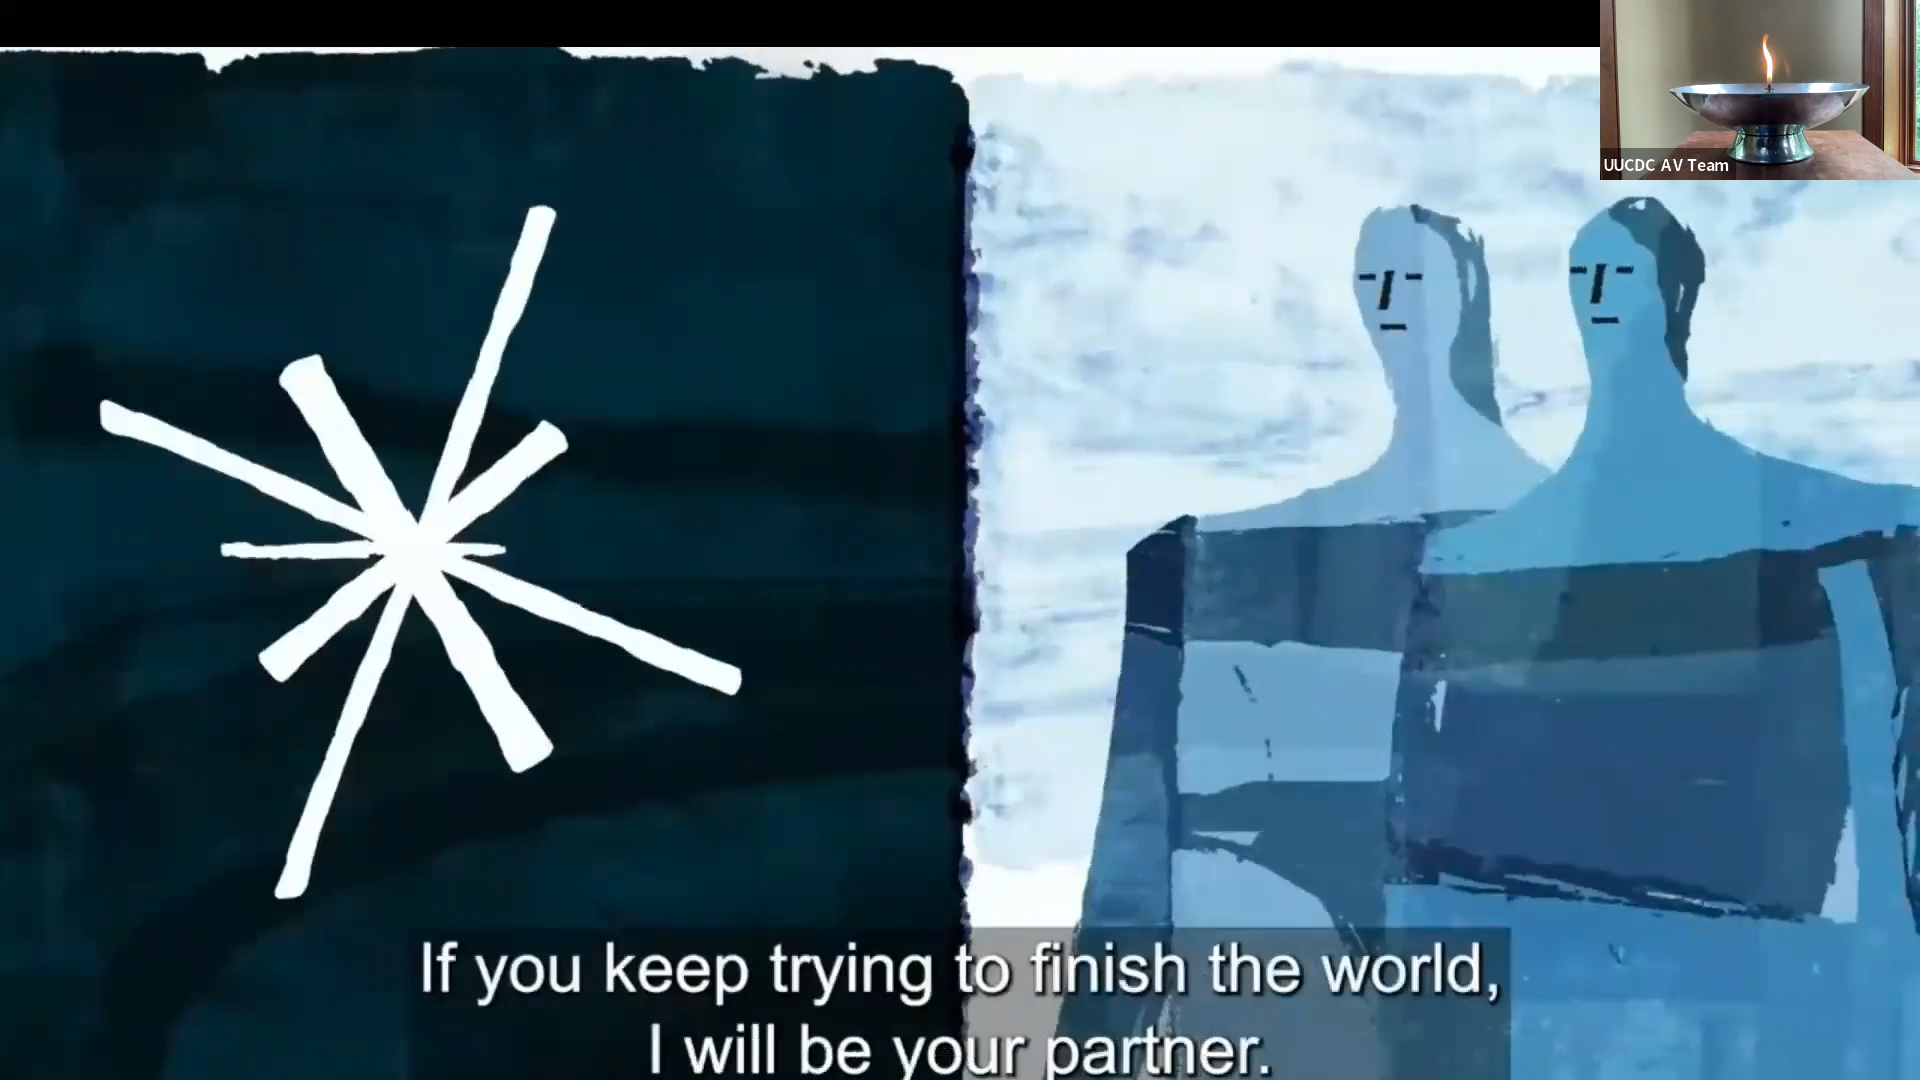 UUCDC AV Team
If you keep trying to finish the world,
I will be your partner.